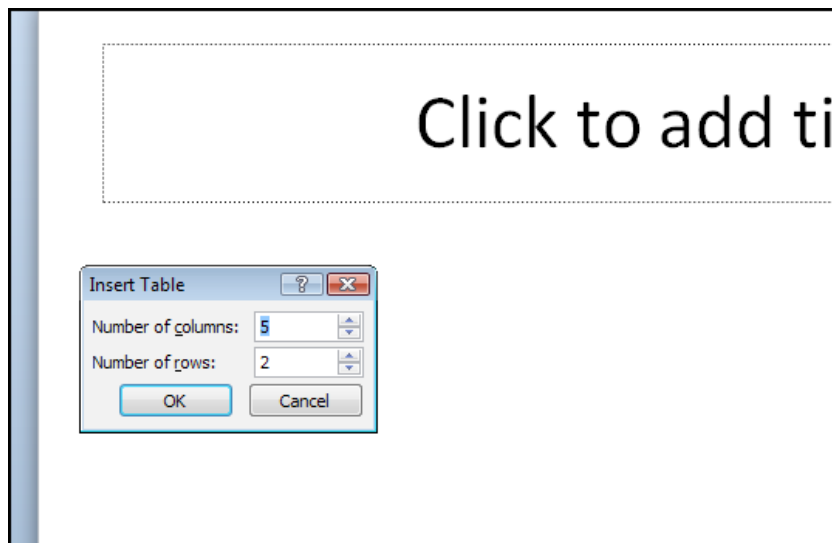 Click to add ti
Insert Table
?
Number of columns: 5
Number of rows: 2
OK Cancel